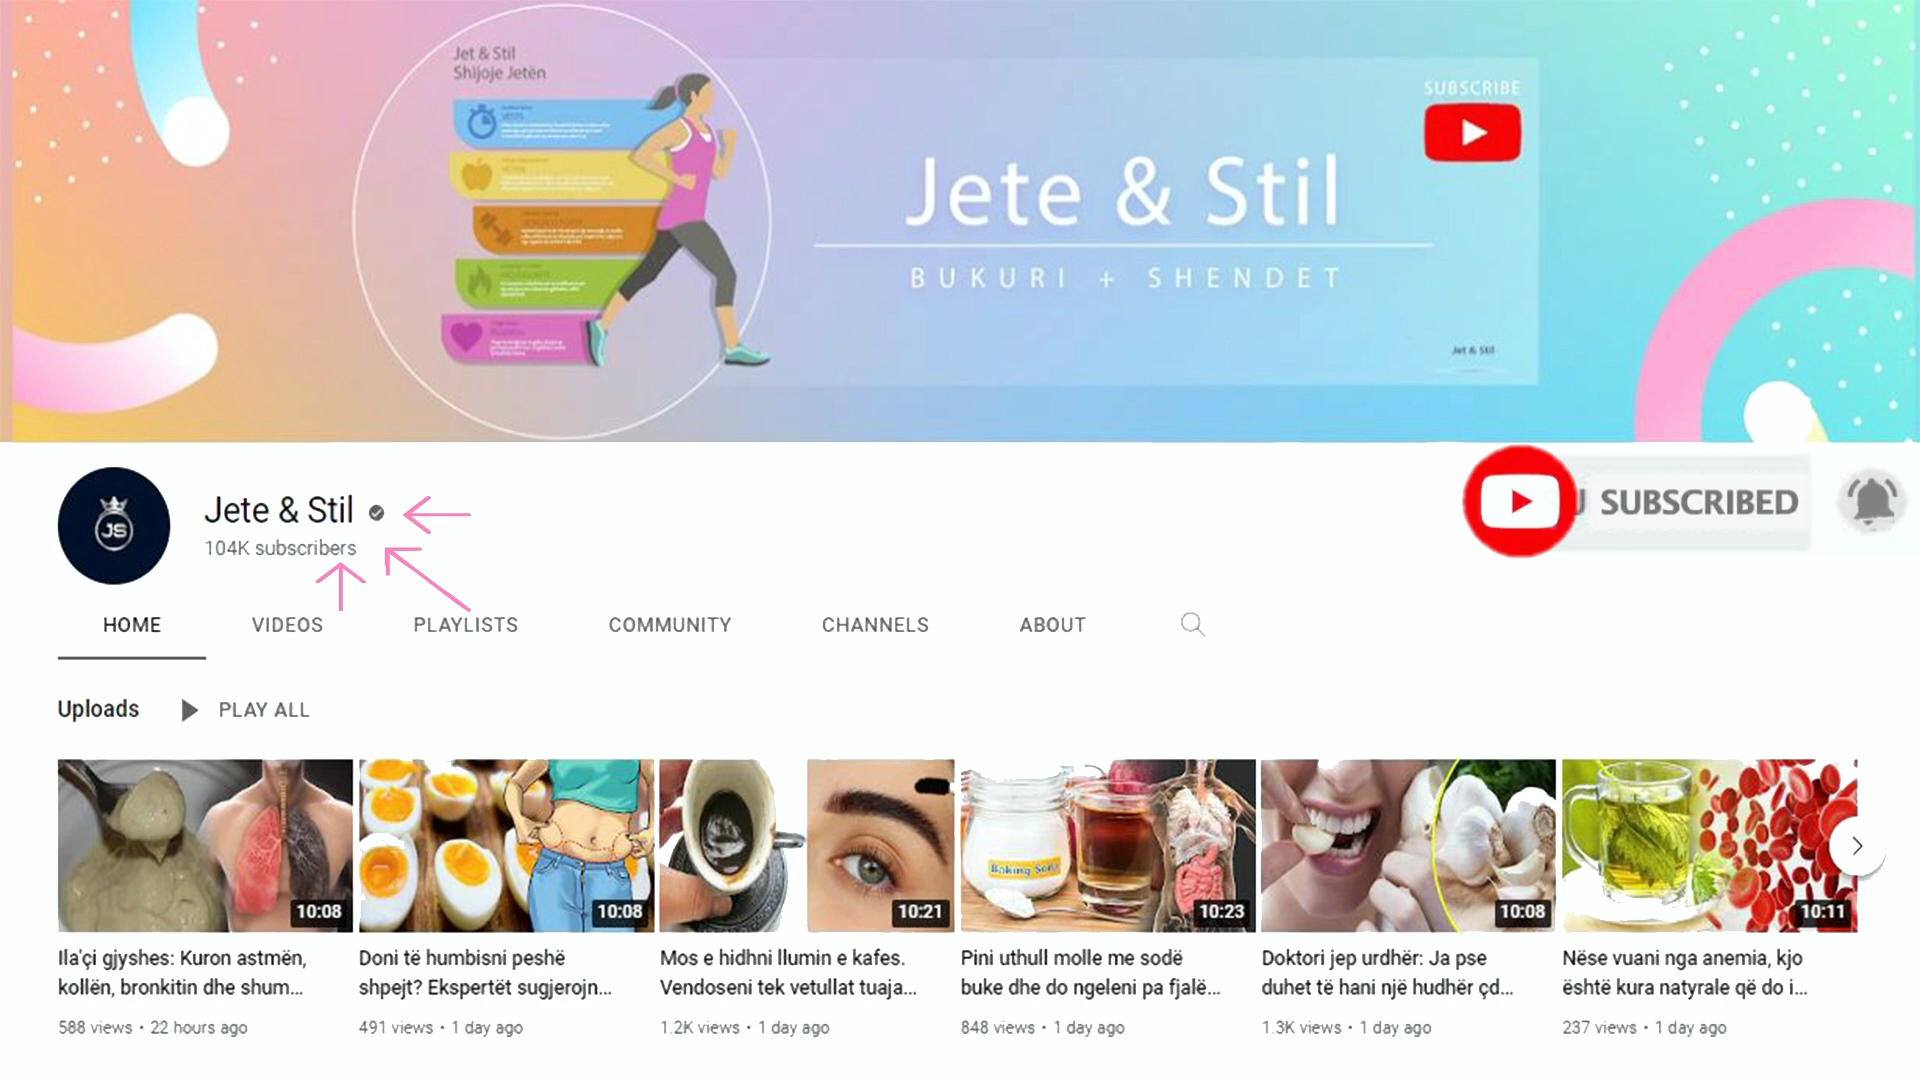 Jet & Stil
Shijoje Jetën
SUBSCRIBE
Jete & Stil
BUKURI + SHENDET
Jet & Stil
JS
Jete & Stil
104K subscribers
SUBSCRIBED
HOME VIDEOS PLAYLISTS COMMUNITY CHANNELS ABOUT
Uploads PLAY ALL
Baking Soda
10:08 10:08 10:21 10:23 10:08 10:11
Ila'çi gjyshes: Kuron astmën,
kollën, bronkitin dhe shum...
588 views • 22 hours ago
Doni të humbisni peshë
shpejt? Ekspertët sugjerojn...
491 views • 1 day ago
Mos e hidhni llumin e kafes.
Vendoseni tek vetullat tuaja...
1.2K views • 1 day ago
Pini uthull molle me sodë
buke dhe do ngeleni pa fjalë...
848 views • 1 day ago
Doktori jep urdhër: Ja pse
duhet të hani një hudhër çd...
1.3K views • 1 day ago
Nëse vuani nga anemia, kjo
është kura natyrale që do i...
237 views • 1 day ago